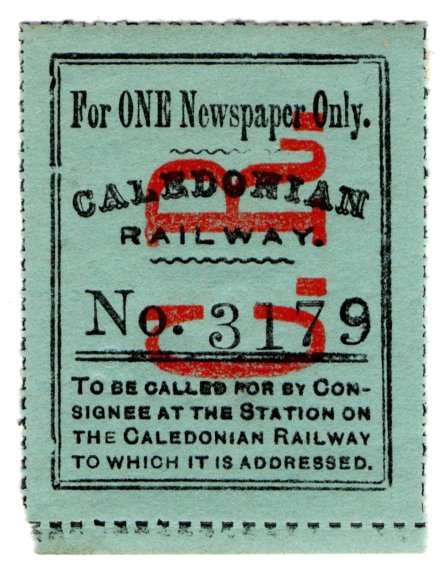 For ONE Newspaper Only.
CALEDONIAN
RAILWAY.
No. 3179
TO BE CALLED FOR BY CON-
SIGNEE AT THE STATION ON
THE CALEDONIAN RAILWAY
TO WHICH IT IS ADDRESSED.
C.R.